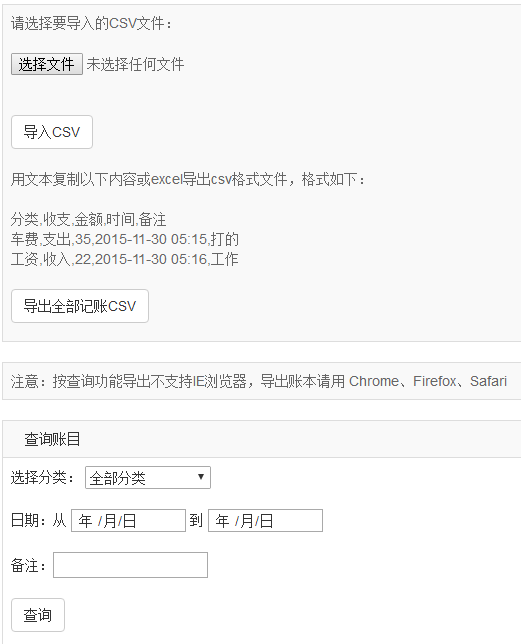 请选择要导入的CSV文件：
选择文件 未选择任何文件
导入CSV
用文本复制以下内容或excel导出csv格式文件，格式如下：
分类,收支,金额,时间,备注
车费,支出,35,2015-11-30 05:15,打的
工资,收入,22,2015-11-30 05:16,工作
导出全部记账CSV
注意：按查询功能导出不支持IE浏览器，导出账本请用 Chrome、Firefox、Safari
查询账目
选择分类： 全部分类
日期：从 年 /月/日 到 年 /月/日
备注：
查询